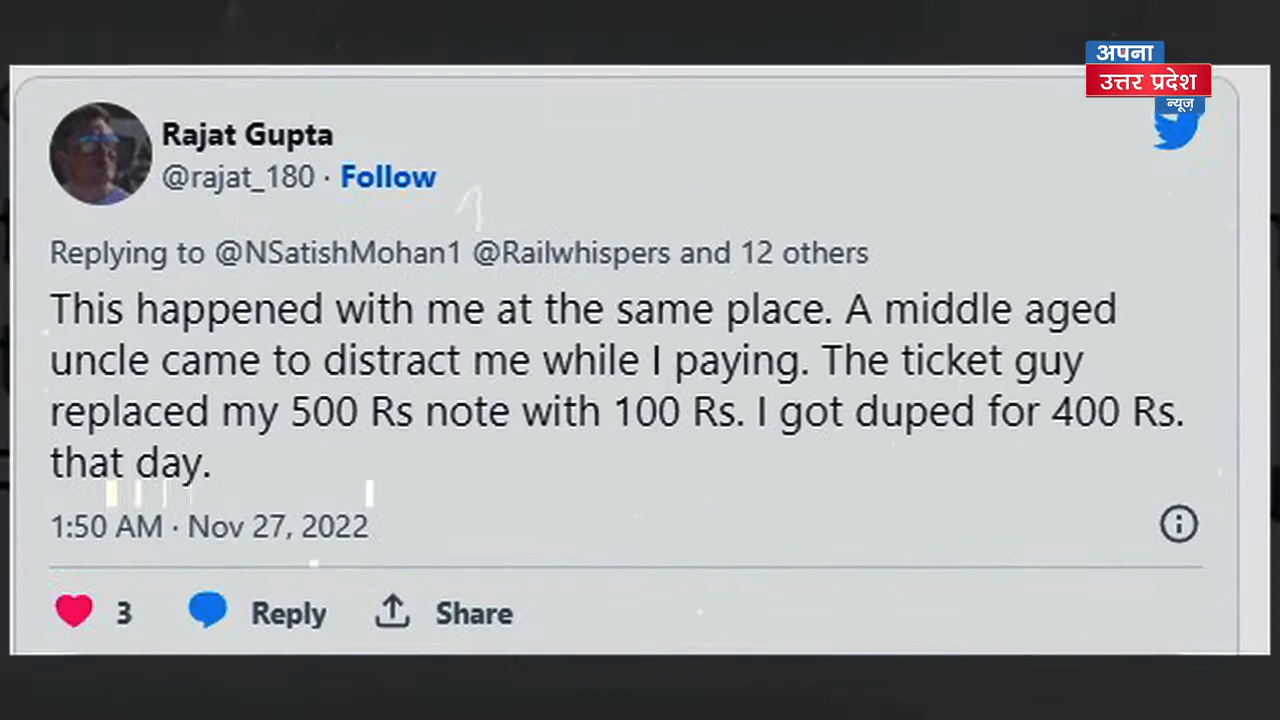 अपना
उत्तर प्रदेश
न्यूज़
Rajat Gupta
@rajat_180 · Follow
Replying to @NSatishMohan1 @Railwhispers and 12 others
This happened with me at the same place. A middle aged
uncle came to distract me while I paying. The ticket guy
replaced my 500 Rs note with 100 Rs. I got duped for 400 Rs.
that day.
1:50 AM · Nov 27, 2022
3 Reply Share